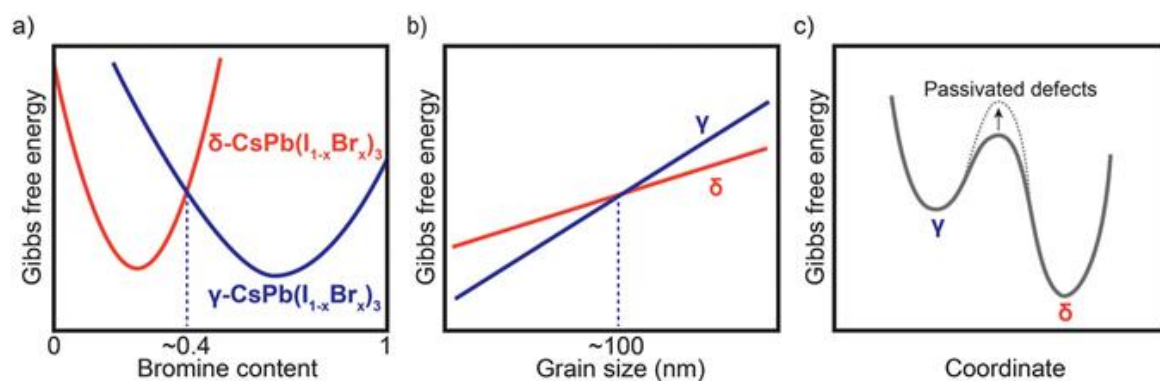 a)
Gibbs free energy
δ-CsPb(I₁₋ₓBrₓ)₃
γ-CsPb(I₁₋ₓBrₓ)₃
0
~0.4
1
Bromine content
b)
Gibbs free energy
γ
δ
~100
Grain size (nm)
c)
Gibbs free energy
Passivated defects
γ
δ
Coordinate